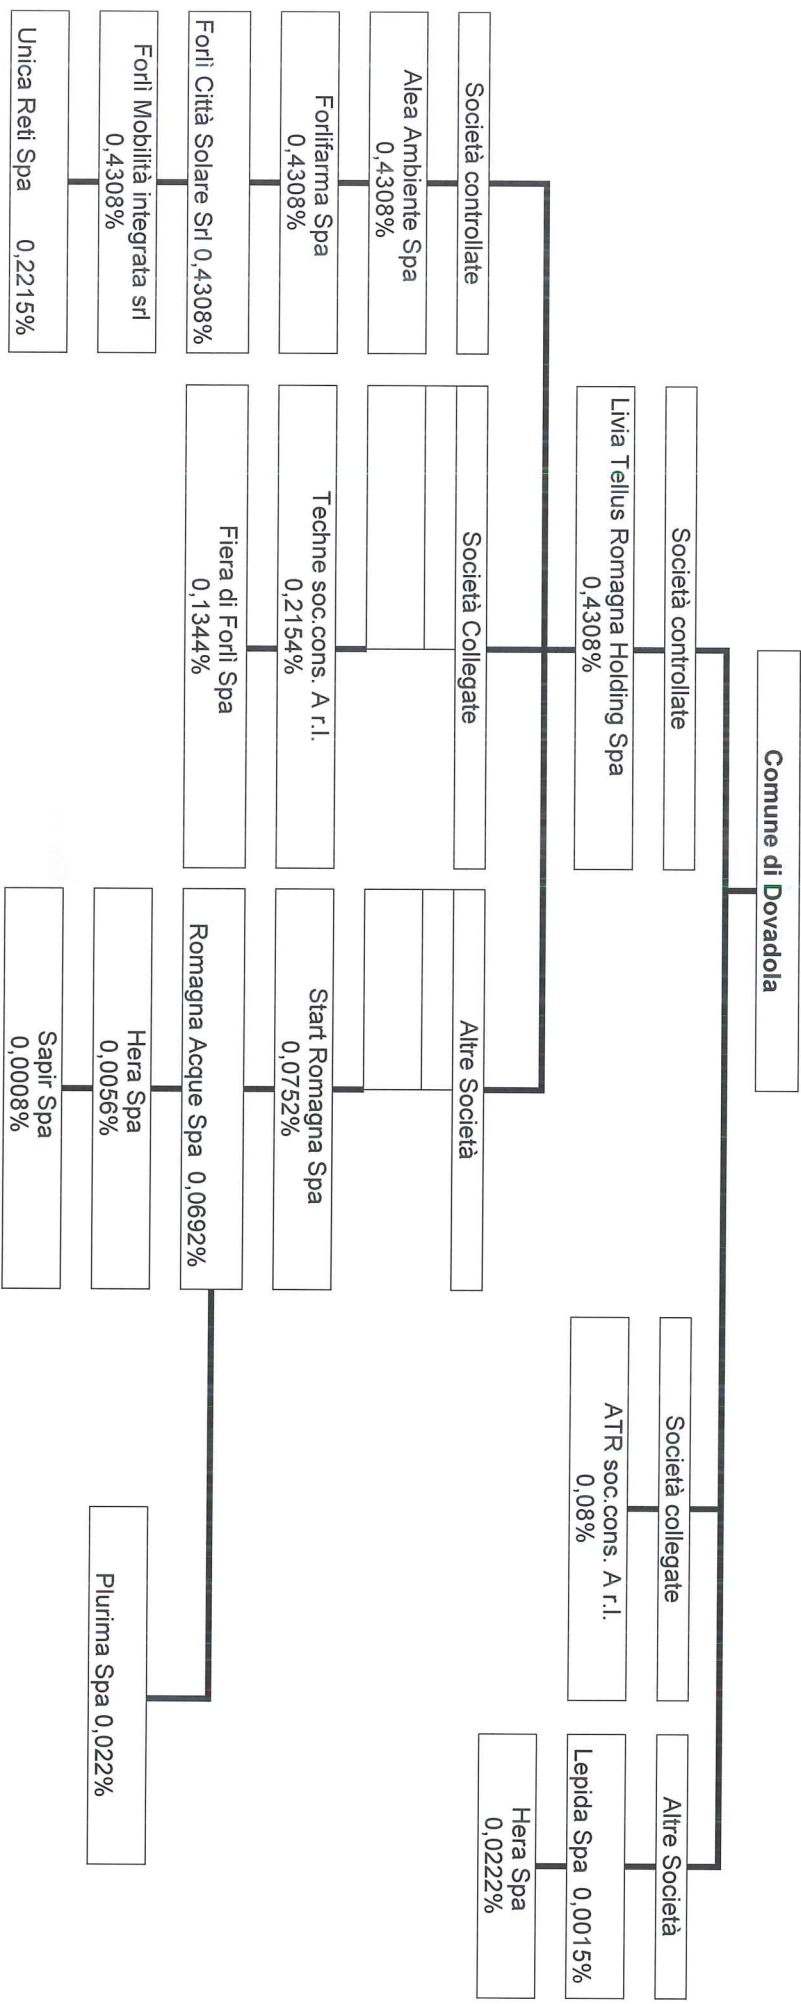 Comune di Dovadola
Società controllate
Livia Tellus Romagna Holding Spa
0,4308%
Società collegate
ATR soc.cons. A r.l.
0,08%
Altre Società
Lepida Spa 0,0015%
Hera Spa
0,0222%
Società controllate
Alea Ambiente Spa
0,4308%
Forlifarma Spa
0,4308%
Forlì Città Solare Srl 0,4308%
Forlì Mobilità integrata srl
0,4308%
Unica Reti Spa 0,2215%
Società Collegate
Techne soc.cons. A r.l.
0,2154%
Fiera di Forlì Spa
0,1344%
Altre Società
Start Romagna Spa
0,0752%
Romagna Acque Spa 0,0692%
Hera Spa
0,0056%
Sapir Spa
0,0008%
Plurima Spa 0,022%